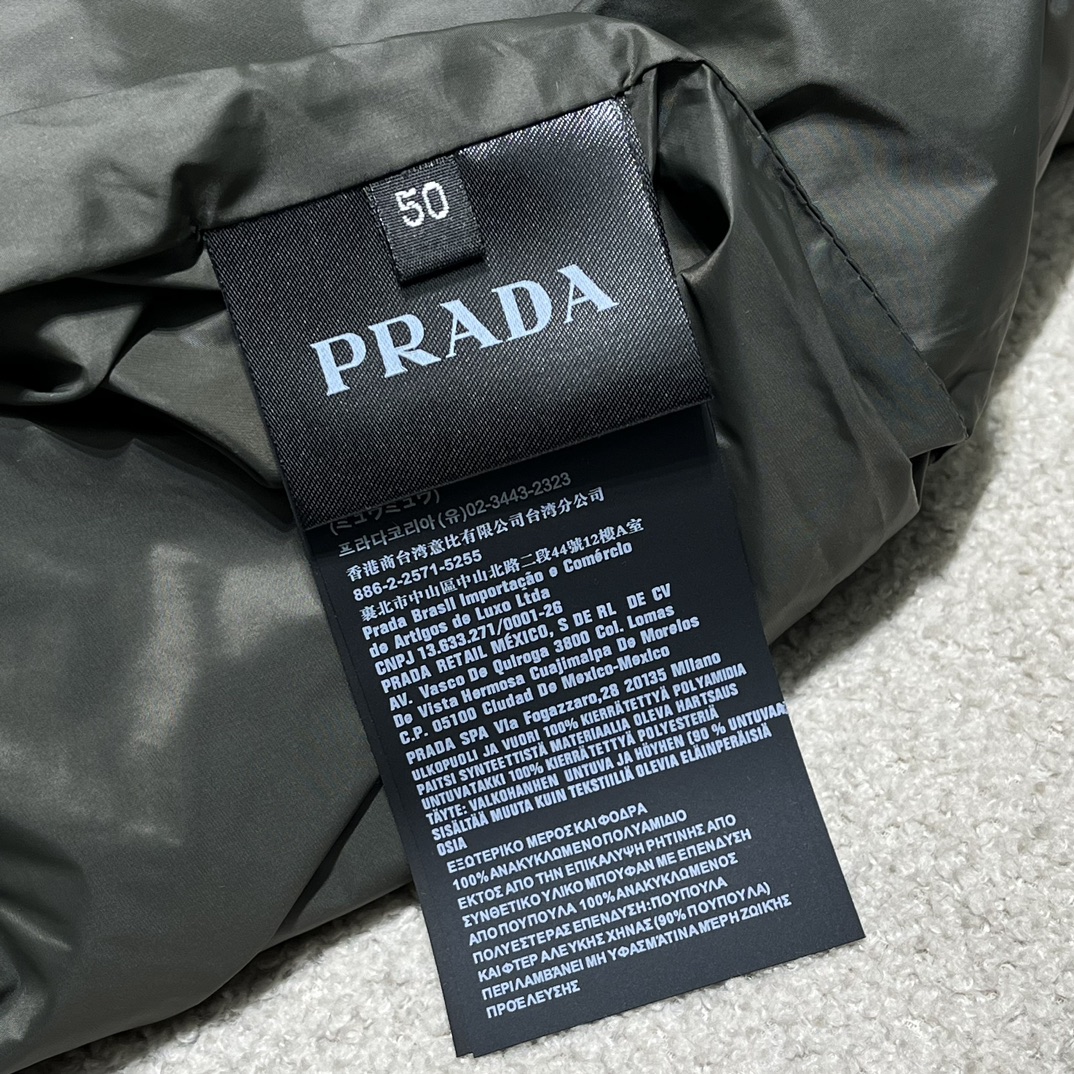 50
PRADA
(ミュウミュウ)
프라다코리아 (유)02-3443-2323
香港商台湾意比有限公司台湾分公司
886-2-2571-5255
裏北市中山區中山北路二段44號12樓A室
Prada Brasil Importação e Comércio
de Artigos de Luxo Ltda
CNPJ 13.633.271/0001-26
PRADA RETAIL MÉXICO, S DE RL DE CV
AV. Vasco De Quiroga 3800 Col. Lomas
De Vista Hermosa Cuajimalpa De Morelos
C.P. 05100 Ciudad De Mexico-Mexico
PRADA SPA Via Fogazzaro,28 20135 Milano
ULKOPUOLI JA VUORI 100% KIERRÄTETTYÄ POLYAMIDIA
PAITSI SYNTEETTISTÄ MATERIAALIA OLEVA HARTSAUS
UNTUVATAKKI 100% KIERRÄTETTYÄ POLYESTERIÄ
TÄYTE: VALKOHANHEN UNTUVA JA HÖYHEN (90 % UNTUVAA
SISÄLTÄÄ MUUTA KUIN TEKSTIILIÄ OLEVIA ELÄINPERÄISIÄ
OSIA
ΕΞΩΤΕΡΙΚΟ ΜΕΡΟΣ ΚΑΙ ΦΟΔΡΑ
100% ΑΝΑΚΥΚΛΩΜΕΝΟ ΠΟΛΥΑΜΙΔΙΟ
ΕΚΤΟΣ ΑΠΟ ΤΗΝ ΕΠΙΚΑΛΥΨΗ ΡΗΤΙΝΗΣ ΑΠΟ
ΣΥΝΘΕΤΙΚΟ ΥΛΙΚΟ ΜΠΟΥΦΑΝ ΜΕ ΕΠΕΝΔΥΣΗ
ΑΠΟ ΠΟΥΠΟΥΛΑ 100% ΑΝΑΚΥΚΛΩΜΕΝΟΣ
ΠΟΛΥΕΣΤΕΡΑΣ ΕΠΕΝΔΥΣΗ: ΠΟΥΠΟΥΛΑ
ΚΑΙ ΦΤΕΡ ΑΛΕΥΚΗΣ ΧΗΝΑΣ (90% ΠΟΥΠΟΥΛΑ)
ΠΕΡΙΛΑΜΒΆΝΕΙ ΜΗ ΥΦΑΣΜΑΤΙΝΑ ΜΕΡΗ ΖΩΙΚΉΣ
ΠΡΟΈΛΕΥΣΗΣ